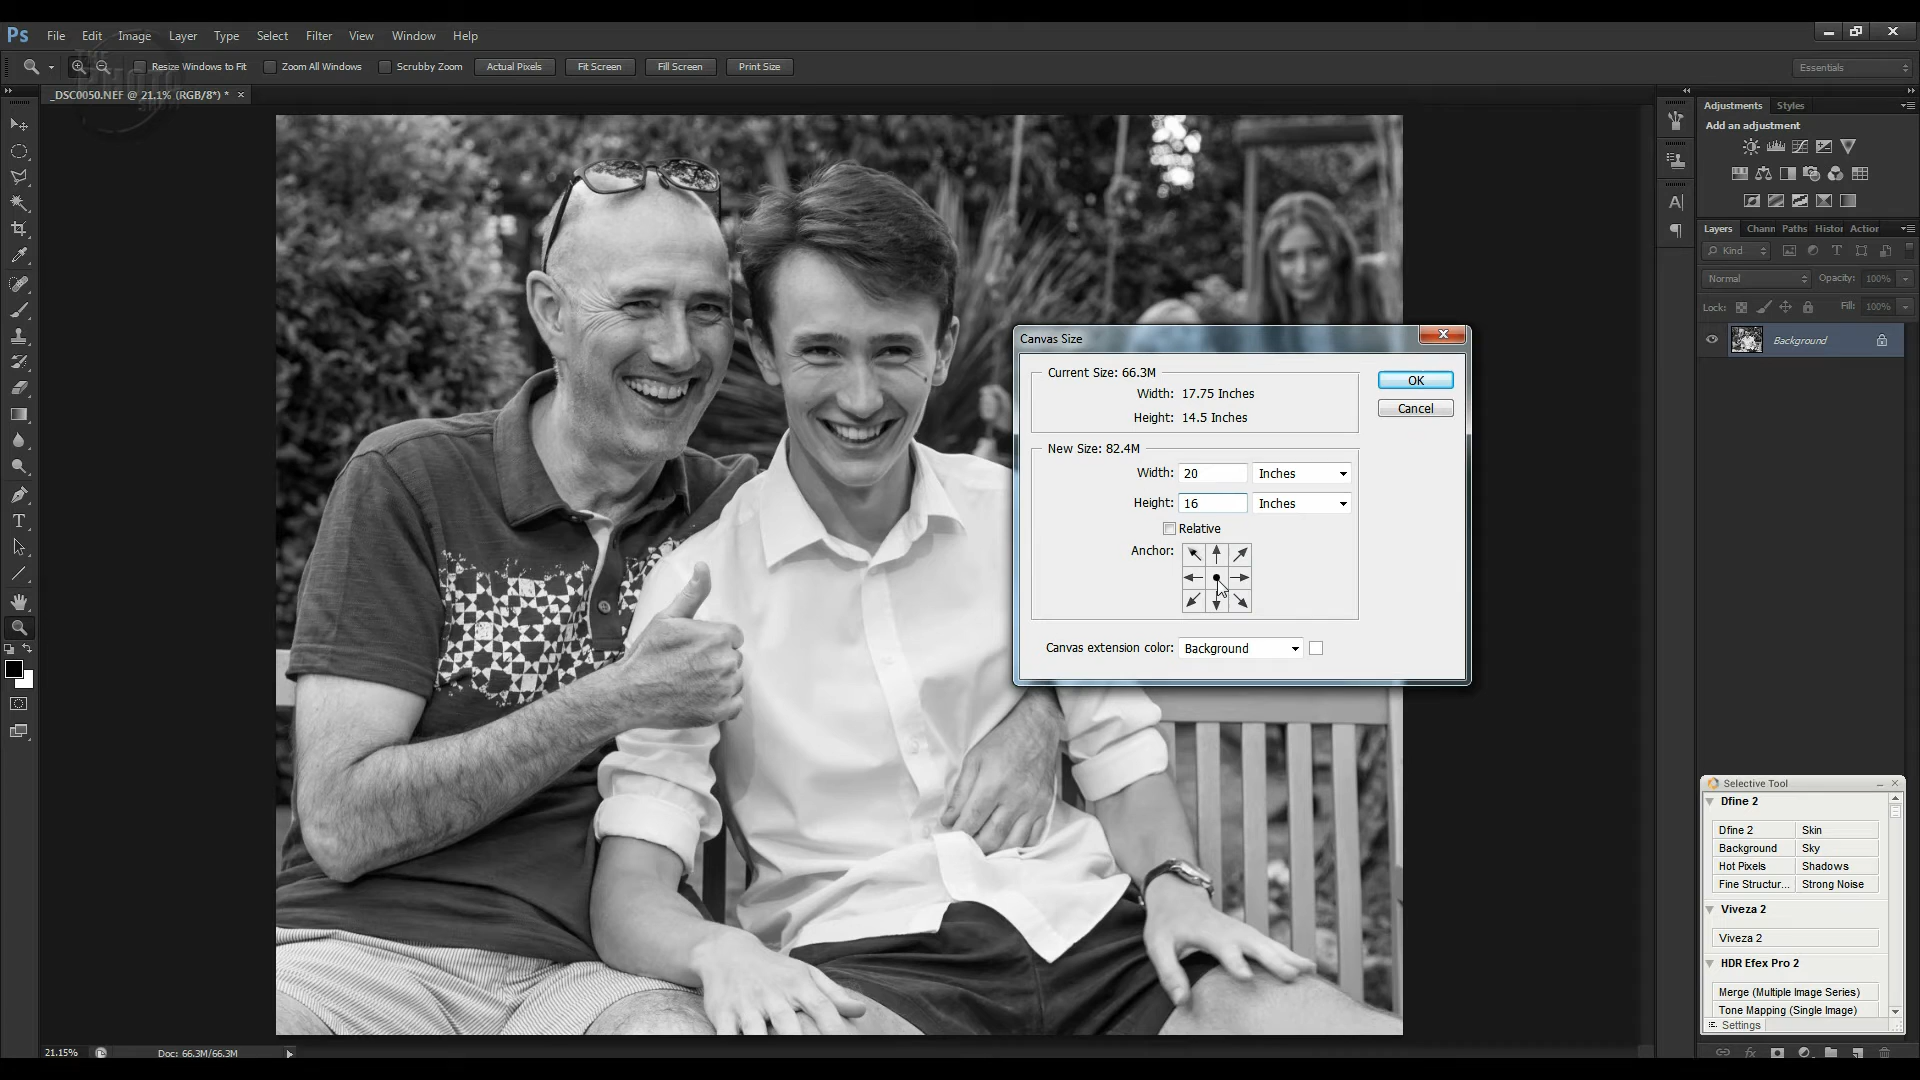 Ps File Edit Image Layer Type Select Filter View Window Help
Resize Windows to Fit Zoom All Windows Scrubby Zoom Actual Pixels Fit Screen Fill Screen Print Size Essentials
_DSC0050.NEF @ 21.1% (RGB/8*) *
Adjustments Styles
Add an adjustment
Layers Chann Paths Histor Action
Kind
Normal Opacity: 100%
Lock: Fill: 100%
Background
Canvas Size
Current Size: 66.3M
Width: 17.75 Inches
Height: 14.5 Inches
OK
Cancel
New Size: 82.4M
Width: 20 Inches
Height: 16 Inches
Relative
Anchor:
Canvas extension color: Background
Selective Tool
Dfine 2
Dfine 2 Skin
Background Sky
Hot Pixels Shadows
Fine Structur... Strong Noise
Viveza 2
Viveza 2
HDR Efex Pro 2
Merge (Multiple Image Series)
Tone Mapping (Single Image)
Settings
21.15% Doc: 66.3M/66.3M